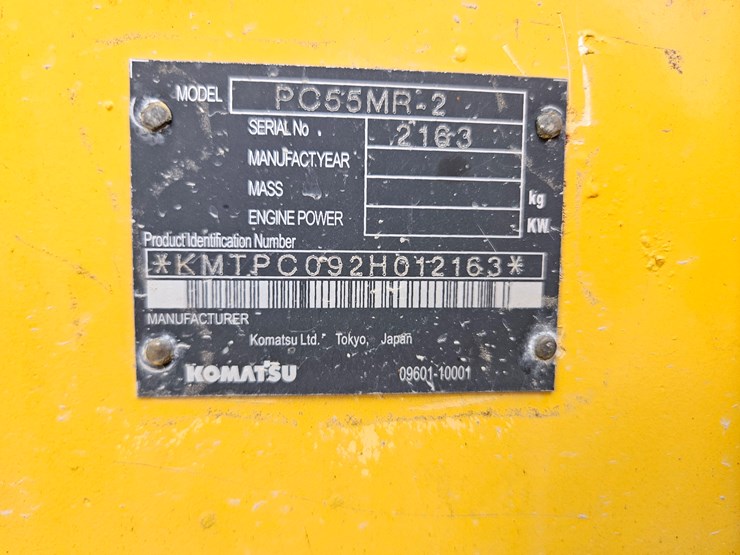 MODEL PC55MR-2
SERIAL No. 2163
MANUFACT.YEAR
MASS kg
ENGINE POWER KW
Product Identification Number
*KMTPC092H012163*
MANUFACTURER
Komatsu Ltd. Tokyo, Japan
KOMATSU 09601-10001